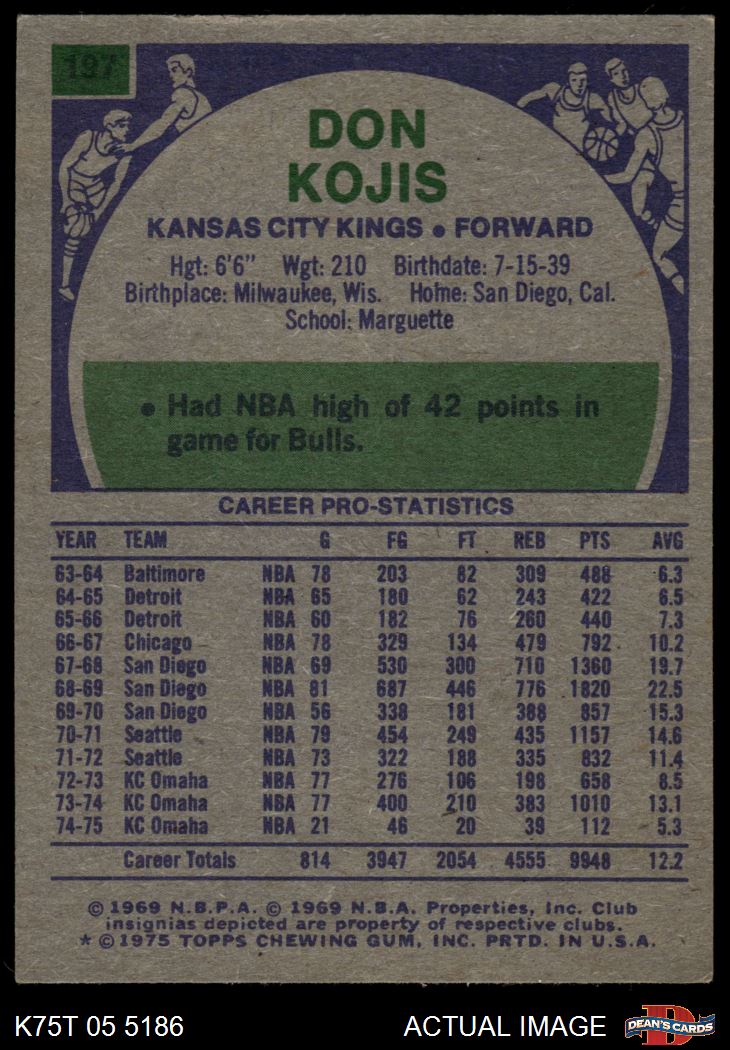 197
DON
KOJIS
KANSAS CITY KINGS • FORWARD
Hgt: 6'6" Wgt: 210 Birthdate: 7-15-39
Birthplace: Milwaukee, Wis. Home: San Diego, Cal.
School: Marguette
• Had NBA high of 42 points in
game for Bulls.
CAREER PRO-STATISTICS
YEAR TEAM G FG FT REB PTS AVG
63-64 Baltimore NBA 78 203 82 309 488 6.3
64-65 Detroit NBA 65 180 62 243 422 6.5
65-66 Detroit NBA 60 182 76 260 440 7.3
66-67 Chicago NBA 78 329 134 479 792 10.2
67-68 San Diego NBA 69 530 300 710 1360 19.7
68-69 San Diego NBA 81 687 446 776 1820 22.5
69-70 San Diego NBA 56 338 181 388 857 15.3
70-71 Seattle NBA 79 454 249 435 1157 14.6
71-72 Seattle NBA 73 322 188 335 832 11.4
72-73 KC Omaha NBA 77 276 106 198 658 8.5
73-74 KC Omaha NBA 77 400 210 383 1010 13.1
74-75 KC Omaha NBA 21 46 20 39 112 5.3
Career Totals 814 3947 2054 4555 9948 12.2
© 1969 N.B.P.A. © 1969 N.B.A. Properties, Inc. Club
insignias depicted are property of respective clubs.
* © 1975 TOPPS CHEWING GUM, INC. PRTD. IN U.S.A.
K75T 05 5186 ACTUAL IMAGE D DEAN'S CARDS